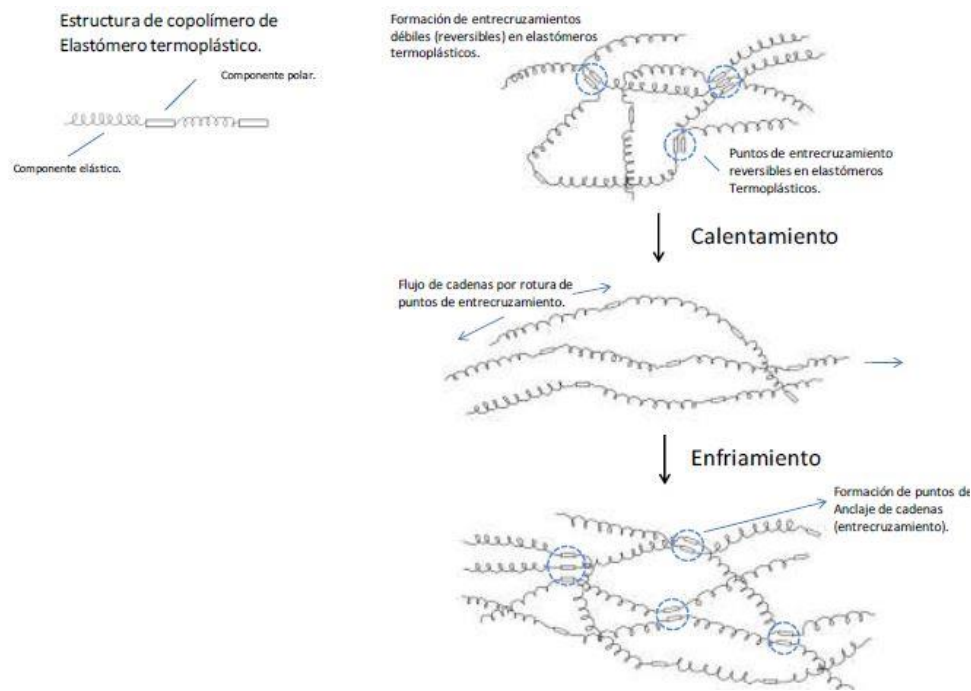 Estructura de copolímero de
Elastómero termoplástico.
Componente polar.
Componente elástico.
Formación de entrecruzamientos
débiles (reversibles) en elastómeros
termoplásticos.
Puntos de entrecruzamiento
reversibles en elastómeros
Termoplásticos.
Calentamiento
Flujo de cadenas por rotura de
puntos de entrecruzamiento.
Enfriamiento
Formación de puntos de
Anclaje de cadenas
(entrecruzamiento).